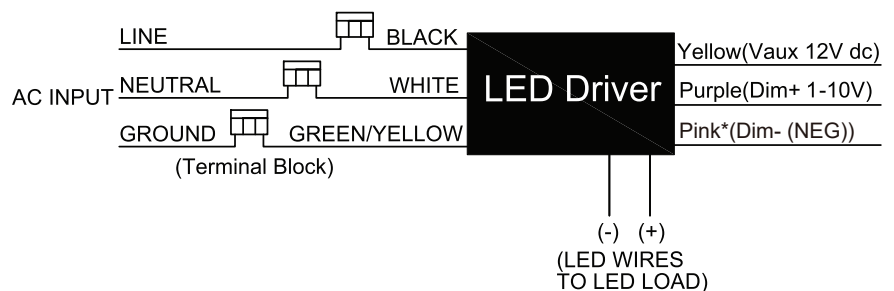 LINE
BLACK
AC INPUT
NEUTRAL
WHITE
GROUND
GREEN/YELLOW
(Terminal Block)
LED Driver
Yellow(Vaux 12V dc)
Purple(Dim+ 1-10V)
Pink*(Dim- (NEG))
(-) (+)
(LED WIRES
TO LED LOAD)